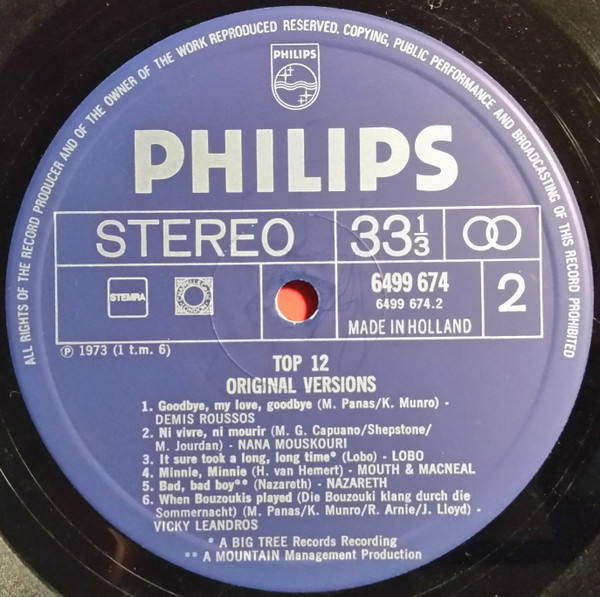 ALL RIGHTS OF THE RECORD PRODUCER AND OF THE OWNER OF THE WORK REPRODUCED RESERVED. COPYING, PUBLIC PERFORMANCE AND BROADCASTING OF THIS RECORD PROHIBITED
PHILIPS
PHILIPS
STEREO 33 1/3
STEMRA 6499 674 2
6499 674.2
MADE IN HOLLAND
℗ 1973 (1 t.m. 6)
TOP 12
ORIGINAL VERSIONS
1. Goodbye, my love, goodbye (M. Panas/K. Munro) -
DEMIS ROUSSOS
2. Ni vivre, ni mourir (M. G. Capuano/Shepstone/
M. Jourdan) - NANA MOUSKOURI
3. It sure took a long, long time* (Lobo) - LOBO
4. Minnie, Minnie (H. van Hemert) - MOUTH & MACNEAL
5. Bad, bad boy** (Nazareth) - NAZARETH
6. When Bouzoukis played (Die Bouzouki klang durch die
Sommernacht) (M. Panas/K. Munro/R. Arnie/J. Lloyd) -
VICKY LEANDROS
* A BIG TREE Records Recording
** A MOUNTAIN Management Production